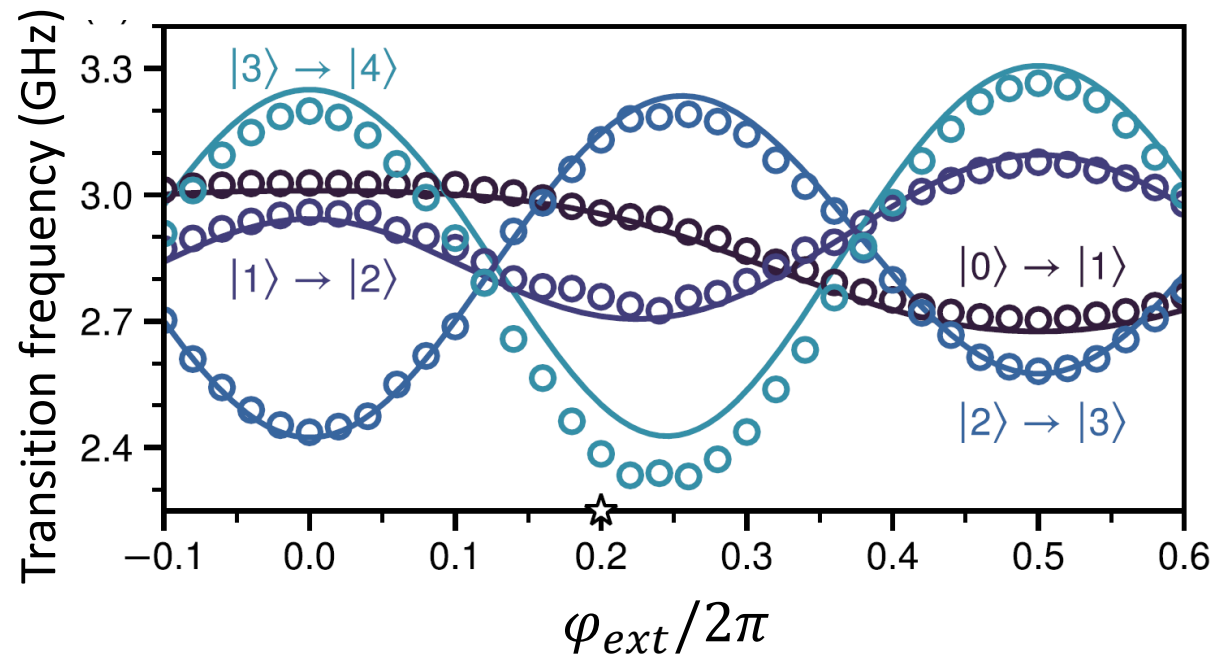 Transition frequency (GHz)
3.3
3.0
2.7
2.4
|3⟩ → |4⟩
|1⟩ → |2⟩
|0⟩ → |1⟩
|2⟩ → |3⟩
−0.1 0.0 0.1 0.2 0.3 0.4 0.5 0.6
φ_ext/2π